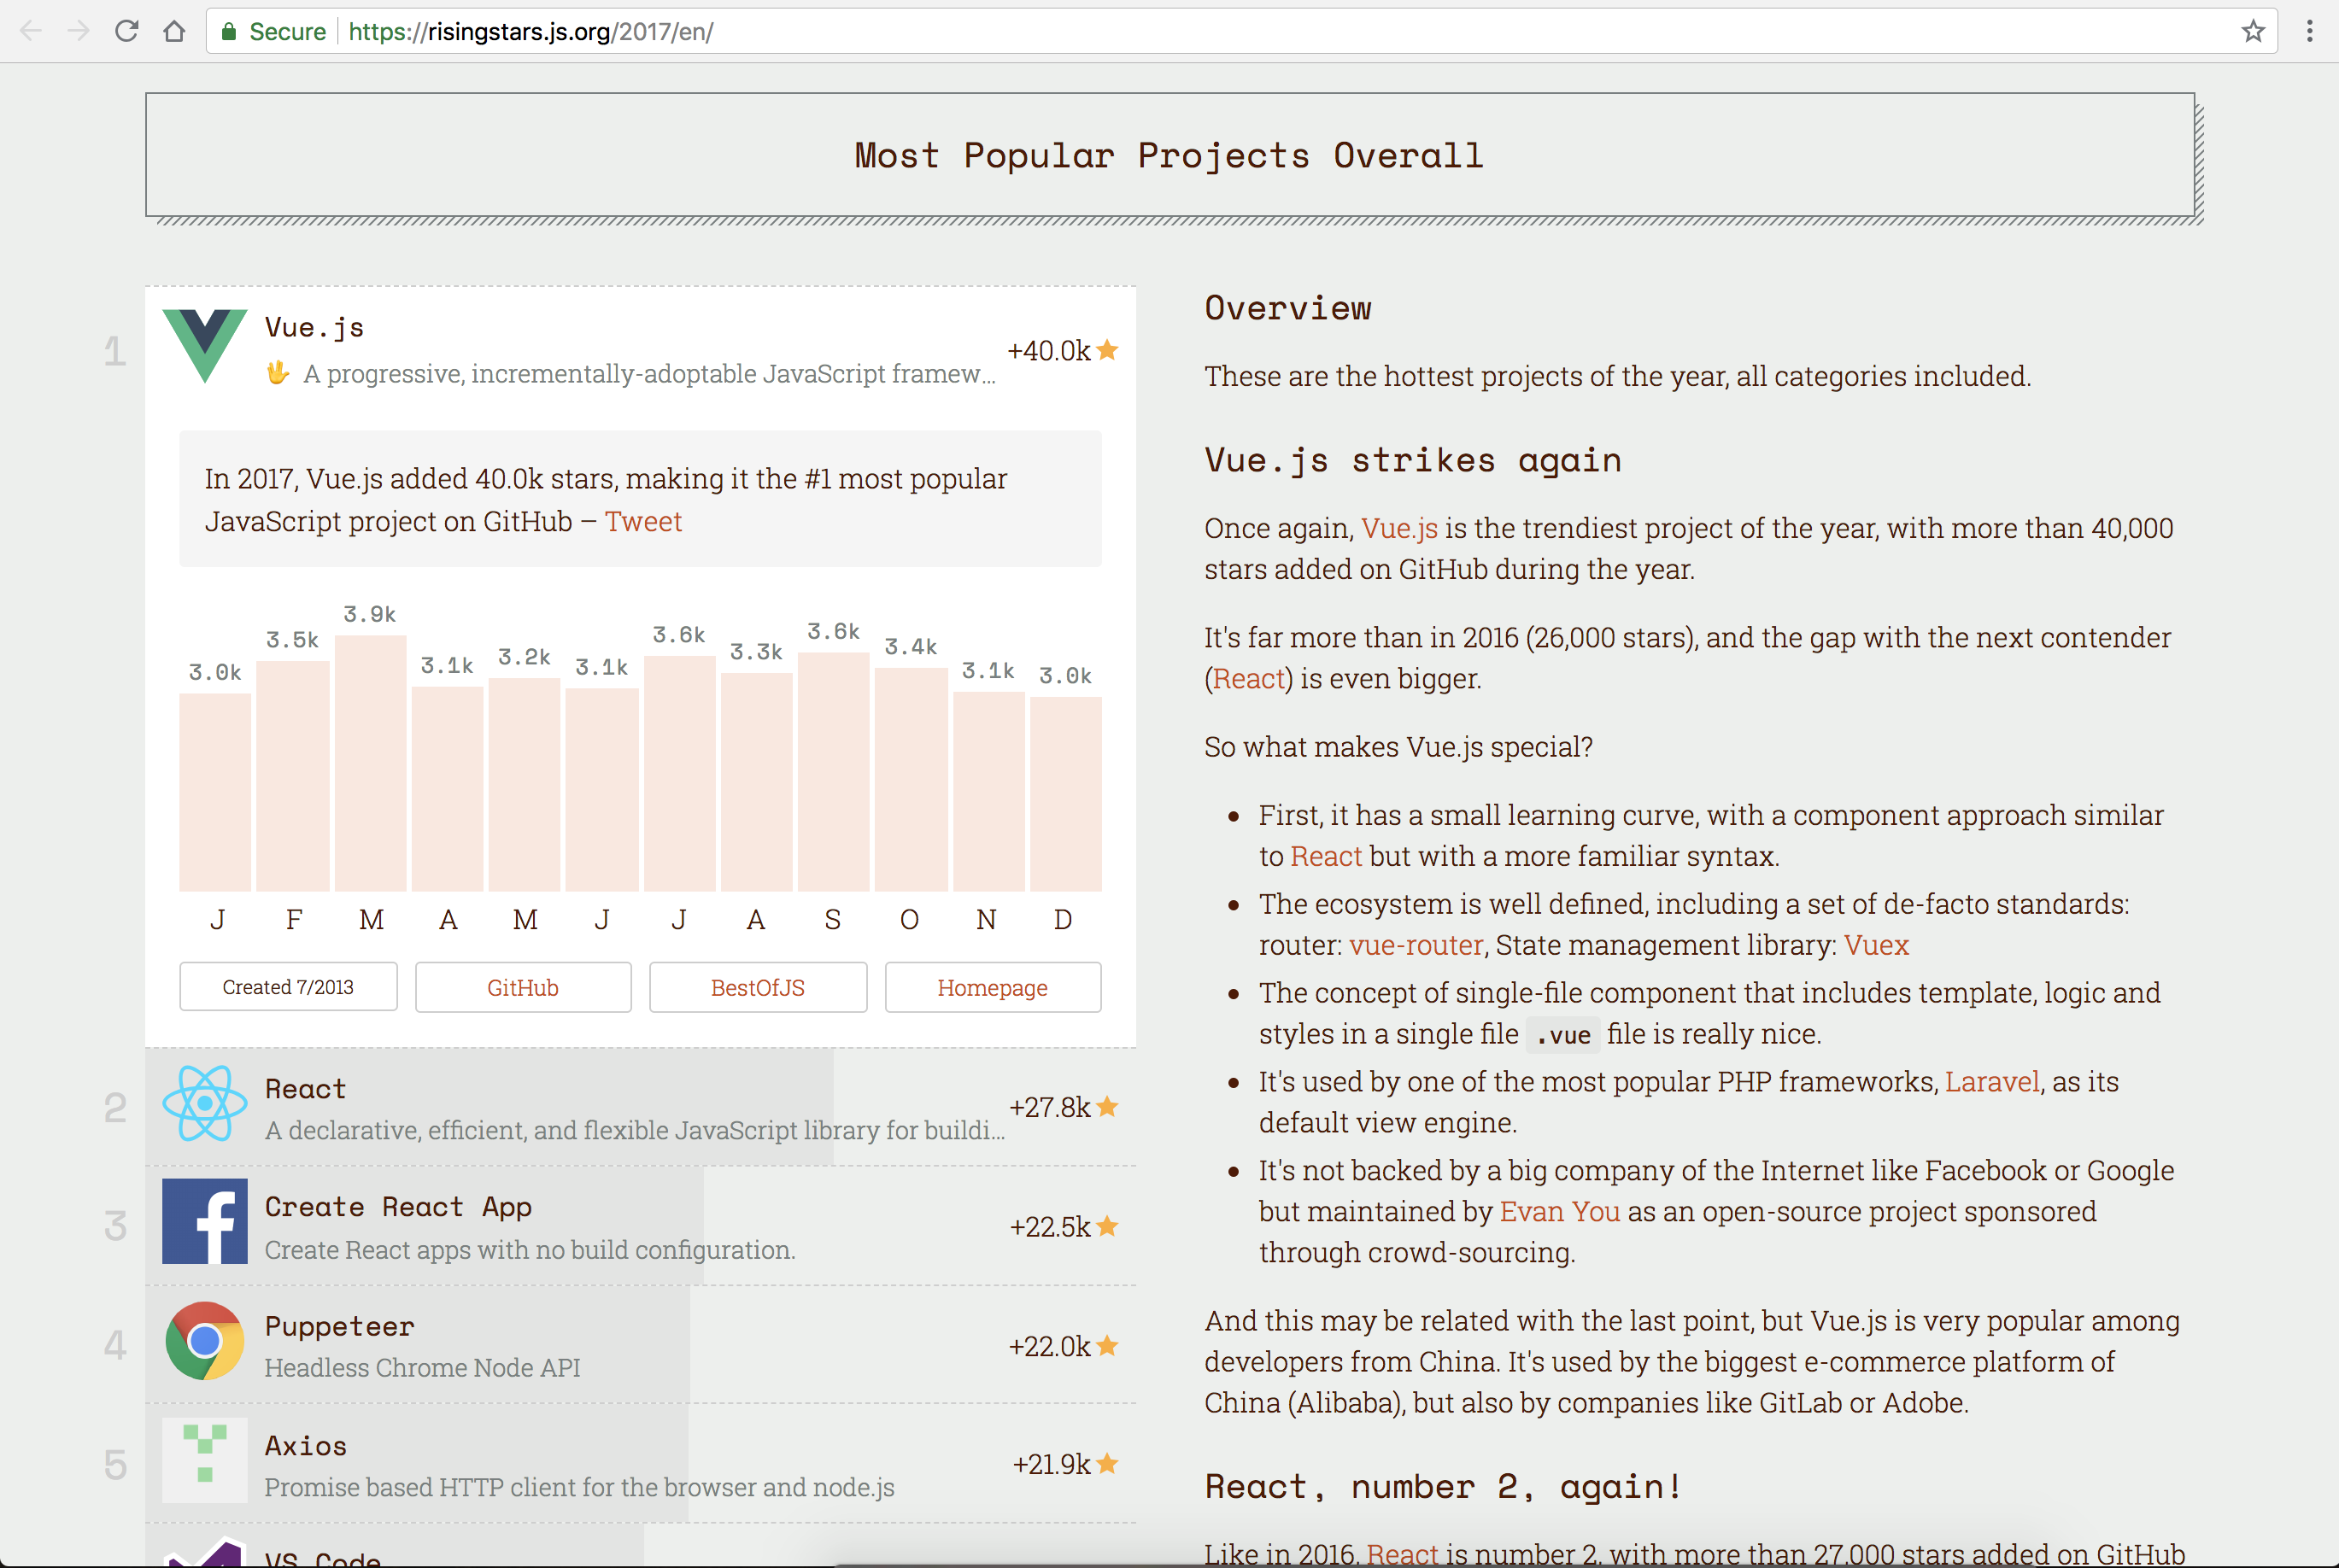 Secure https://risingstars.js.org/2017/en/
Most Popular Projects Overall
1
Vue.js
🖖 A progressive, incrementally-adoptable JavaScript framew...
+40.0k
In 2017, Vue.js added 40.0k stars, making it the #1 most popular
JavaScript project on GitHub – Tweet
3.0k 3.5k 3.9k 3.1k 3.2k 3.1k 3.6k 3.3k 3.6k 3.4k 3.1k 3.0k
J F M A M J J A S O N D
Created 7/2013 GitHub BestOfJS Homepage
2
React
A declarative, efficient, and flexible JavaScript library for buildi...
+27.8k
3
Create React App
Create React apps with no build configuration.
+22.5k
4
Puppeteer
Headless Chrome Node API
+22.0k
5
Axios
Promise based HTTP client for the browser and node.js
+21.9k
VS Code
Overview
These are the hottest projects of the year, all categories included.
Vue.js strikes again
Once again, Vue.js is the trendiest project of the year, with more than 40,000
stars added on GitHub during the year.
It's far more than in 2016 (26,000 stars), and the gap with the next contender
(React) is even bigger.
So what makes Vue.js special?
• First, it has a small learning curve, with a component approach similar
to React but with a more familiar syntax.
• The ecosystem is well defined, including a set of de-facto standards:
router: vue-router, State management library: Vuex
• The concept of single-file component that includes template, logic and
styles in a single file .vue file is really nice.
• It's used by one of the most popular PHP frameworks, Laravel, as its
default view engine.
• It's not backed by a big company of the Internet like Facebook or Google
but maintained by Evan You as an open-source project sponsored
through crowd-sourcing.
And this may be related with the last point, but Vue.js is very popular among
developers from China. It's used by the biggest e-commerce platform of
China (Alibaba), but also by companies like GitLab or Adobe.
React, number 2, again!
Like in 2016, React is number 2, with more than 27,000 stars added on GitHub